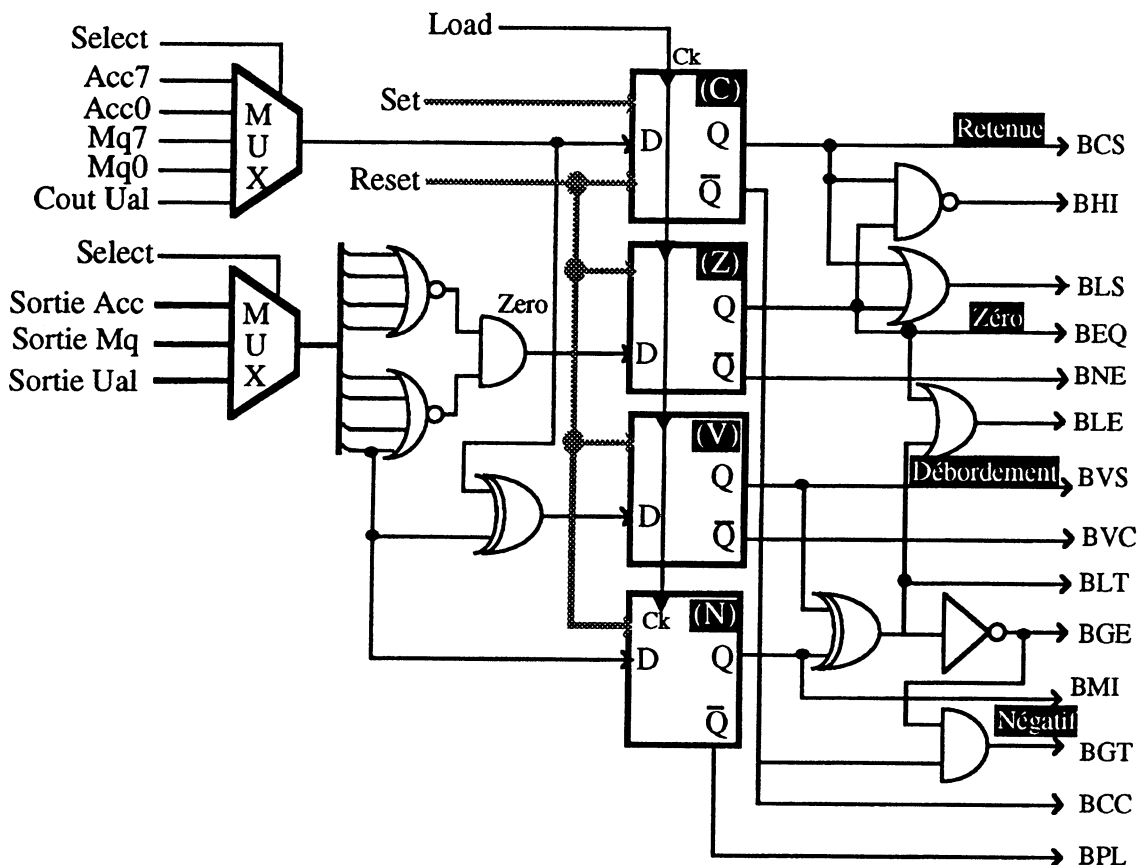 Load
Select
Ck
Acc7
(C)
Acc0
M
Set
Mq7
U
Q
Retenue
BCS
D
Mq0
X
Reset
Q̅
BHI
Cout Ual
Select
(Z)
Sortie Acc
M
Zero
Q
BLS
Sortie Mq
U
Zéro
BEQ
D
Sortie Ual
X
Q̅
BNE
BLE
(V)
Q
Débordement
BVS
D
Q̅
BVC
BLT
(N)
Ck
BGE
D
Q
BMI
Q̅
Négatif
BGT
BCC
BPL